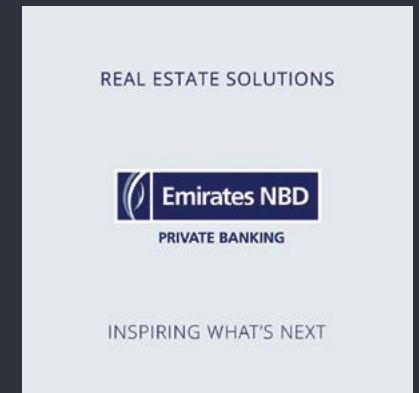 REAL ESTATE SOLUTIONS
Emirates NBD
PRIVATE BANKING
INSPIRING WHAT'S NEXT